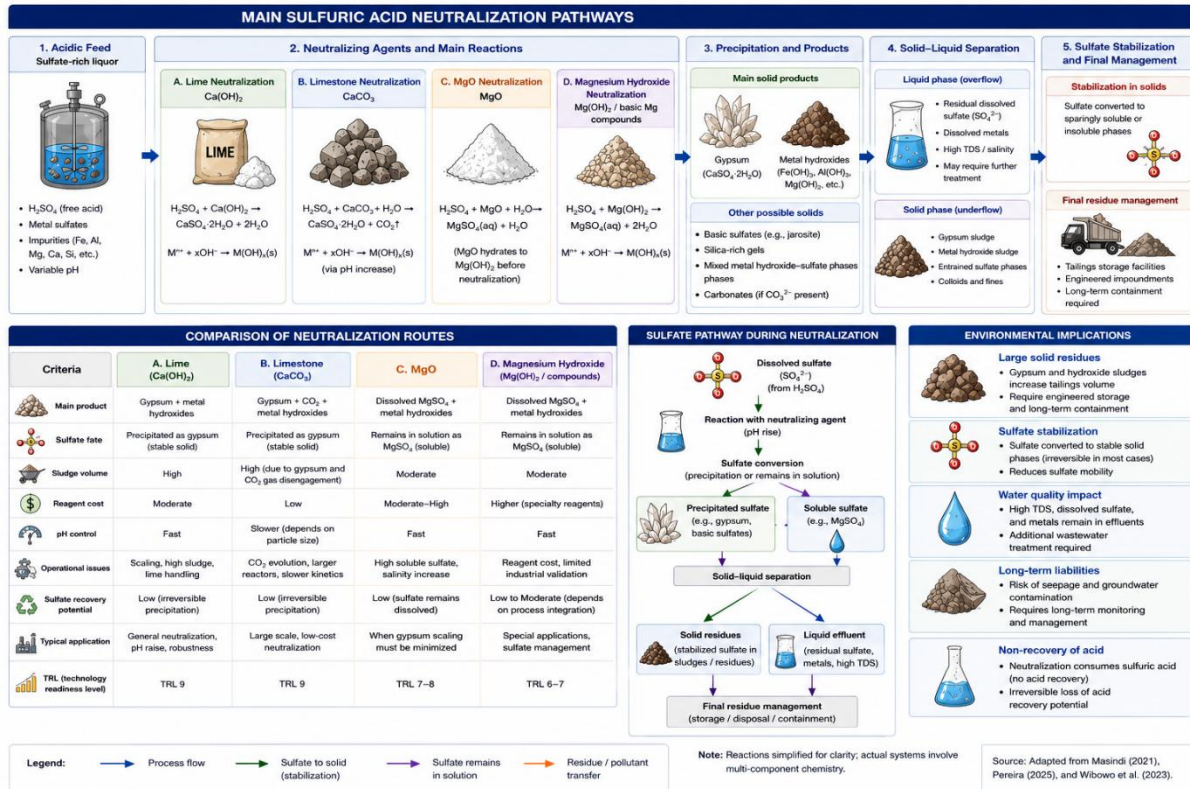 MAIN SULFURIC ACID NEUTRALIZATION PATHWAYS
1. Acidic Feed
Sulfate-rich liquor
• H₂SO₄ (free acid)
• Metal sulfates
• Impurities (Fe, Al,
Mg, Ca, Si, etc.)
• Variable pH
2. Neutralizing Agents and Main Reactions
A. Lime Neutralization
Ca(OH)₂
LIME
H₂SO₄ + Ca(OH)₂ →
CaSO₄·2H₂O + 2H₂O
Mⁿ⁺ + xOH⁻ → M(OH)ₓ(s)
B. Limestone Neutralization
CaCO₃
H₂SO₄ + CaCO₃ + H₂O →
CaSO₄·2H₂O + CO₂↑
Mⁿ⁺ + xOH⁻ → M(OH)ₓ(s)
(via pH increase)
C. MgO Neutralization
MgO
H₂SO₄ + MgO + H₂O→
MgSO₄(aq) + H₂O
(MgO hydrates to
Mg(OH)₂ before
neutralization)
D. Magnesium Hydroxide
Neutralization
Mg(OH)₂ / basic Mg
compounds
H₂SO₄ + Mg(OH)₂ →
MgSO₄(aq) + 2H₂O
Mⁿ⁺ + xOH⁻ → M(OH)ₓ(s)
3. Precipitation and Products
Main solid products
Gypsum
(CaSO₄·2H₂O)
Metal hydroxides
(Fe(OH)₃, Al(OH)₃,
Mg(OH)₂, etc.)
Other possible solids
• Basic sulfates (e.g., jarosite)
• Silica-rich gels
• Mixed metal hydroxide–sulfate phases
phases
• Carbonates (if CO₃²⁻ present)
4. Solid–Liquid Separation
Liquid phase (overflow)
• Residual dissolved
sulfate (SO₄²⁻)
• Dissolved metals
• High TDS / salinity
• May require further
treatment
Solid phase (underflow)
• Gypsum sludge
• Metal hydroxide sludge
• Entrained sulfate phases
• Colloids and fines
5. Sulfate Stabilization
and Final Management
Stabilization in solids
Sulfate converted to
sparingly soluble or
insoluble phases
S
Final residue management
• Tailings storage facilities
• Engineered impoundments
• Long-term containment
required
COMPARISON OF NEUTRALIZATION ROUTES
Criteria
A. Lime
(Ca(OH)₂)
B. Limestone
(CaCO₃)
C. MgO
D. Magnesium Hydroxide
(Mg(OH)₂ / compounds)
Main product
Gypsum + metal
hydroxides
Gypsum + CO₂ +
metal hydroxides
Dissolved MgSO₄ +
metal hydroxides
Dissolved MgSO₄ +
metal hydroxides
Sulfate fate
Precipitated as gypsum
(stable solid)
Precipitated as gypsum
(stable solid)
Remains in solution as
MgSO₄ (soluble)
Remains in solution as
MgSO₄ (soluble)
Sludge volume
High
High (due to gypsum and
CO₂ gas disengagement)
Moderate
Moderate
$
Reagent cost
Moderate
Low
Moderate–High
Higher (specialty reagents)
pH control
Fast
Slower (depends on
particle size)
Fast
Fast
Operational issues
Scaling, high sludge,
lime handling
CO₂ evolution, larger
reactors, slower kinetics
High soluble sulfate,
salinity increase
Reagent cost, limited
industrial validation
Sulfate recovery
potential
Low (irreversible
precipitation)
Low (irreversible
precipitation)
Low (sulfate remains
dissolved)
Low to Moderate (depends
on process integration)
Typical application
General neutralization,
pH raise, robustness
Large scale, low-cost
neutralization
When gypsum scaling
must be minimized
Special applications,
sulfate management
TRL (technology
readiness level)
TRL 9
TRL 9
TRL 7–8
TRL 6–7
SULFATE PATHWAY DURING NEUTRALIZATION
S
Dissolved sulfate
(SO₄²⁻)
(from H₂SO₄)
Reaction with neutralizing agent
(pH rise)
Sulfate conversion
(precipitation or remains in solution)
Precipitated sulfate
(e.g., gypsum,
basic sulfates)
Soluble sulfate
(e.g., MgSO₄)
Solid–liquid separation
Solid residues
(stabilized sulfate in
sludges / residues)
Liquid effluent
(residual sulfate,
metals, high TDS)
Final residue management
(storage / disposal / containment)
ENVIRONMENTAL IMPLICATIONS
Large solid residues
• Gypsum and hydroxide sludges
increase tailings volume
• Require engineered storage
and long-term containment
S
Sulfate stabilization
• Sulfate converted to stable solid
phases (irreversible in most cases)
• Reduces sulfate mobility
Water quality impact
• High TDS, dissolved sulfate,
and metals remain in effluents
• Additional wastewater
treatment required
Long-term liabilities
• Risk of seepage and groundwater
contamination
• Requires long-term monitoring
and management
Non-recovery of acid
• Neutralization consumes sulfuric acid
(no acid recovery)
• Irreversible loss of acid
recovery potential
Legend:
Process flow
Sulfate to solid
(stabilization)
Sulfate remains
in solution
Residue / pollutant
transfer
Note: Reactions simplified for clarity; actual systems involve
multi-component chemistry.
Source: Adapted from Masindi (2021),
Pereira (2025), and Wibowo et al. (2023).